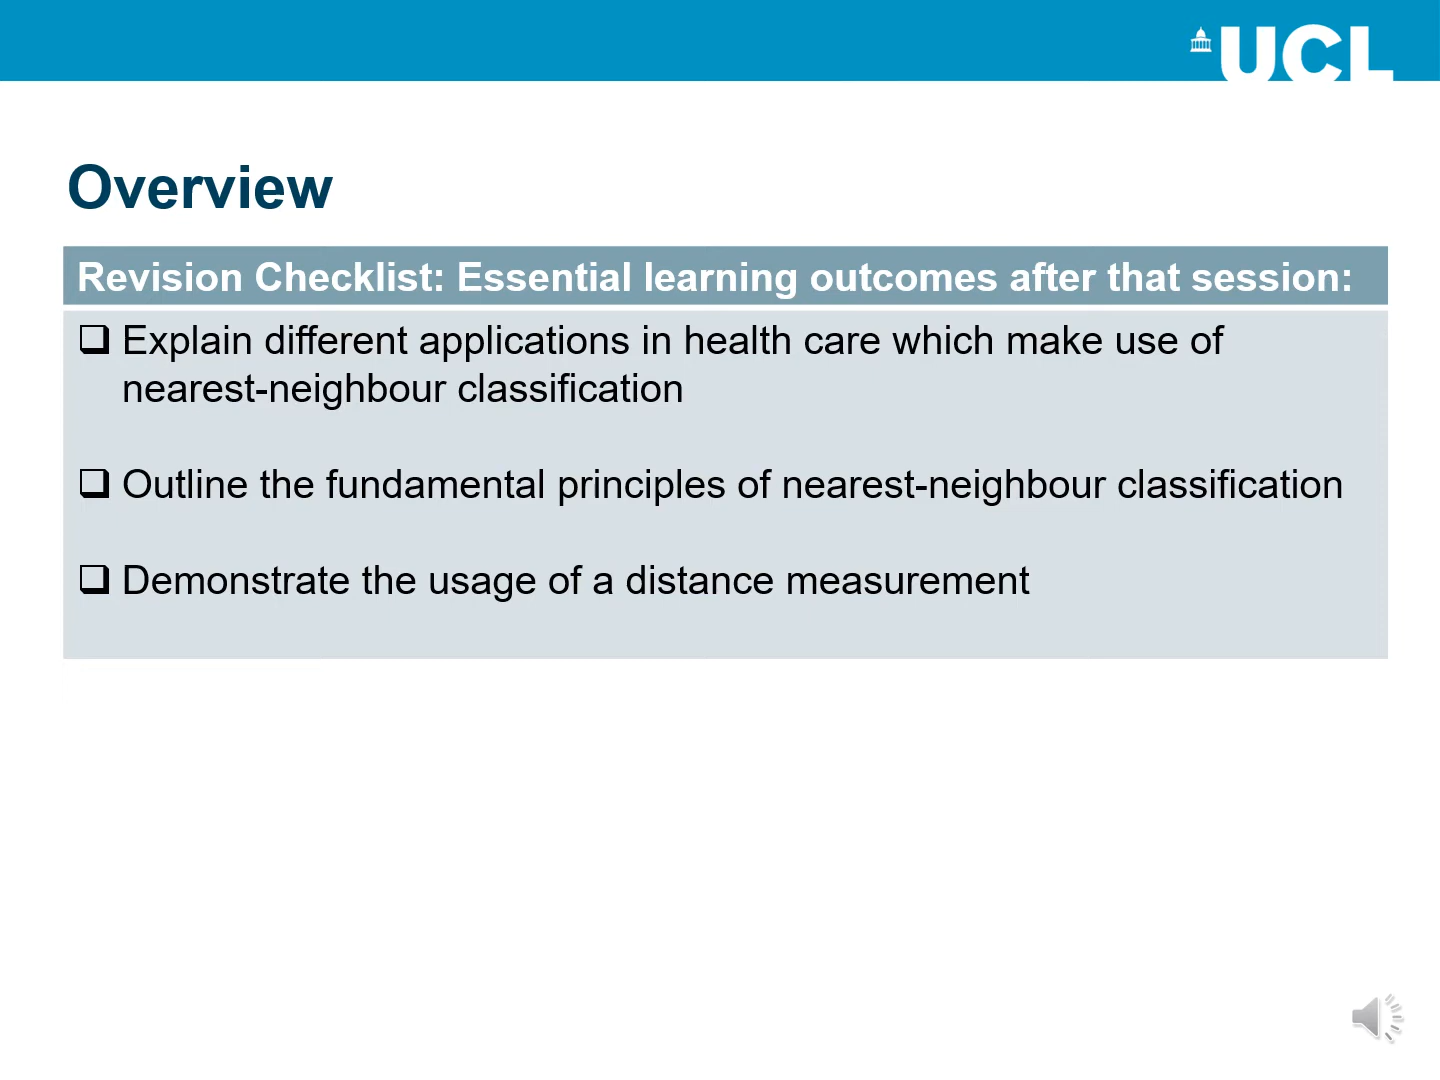 UCL
Overview
Revision Checklist: Essential learning outcomes after that session:
Explain different applications in health care which make use of
nearest-neighbour classification
Outline the fundamental principles of nearest-neighbour classification
Demonstrate the usage of a distance measurement